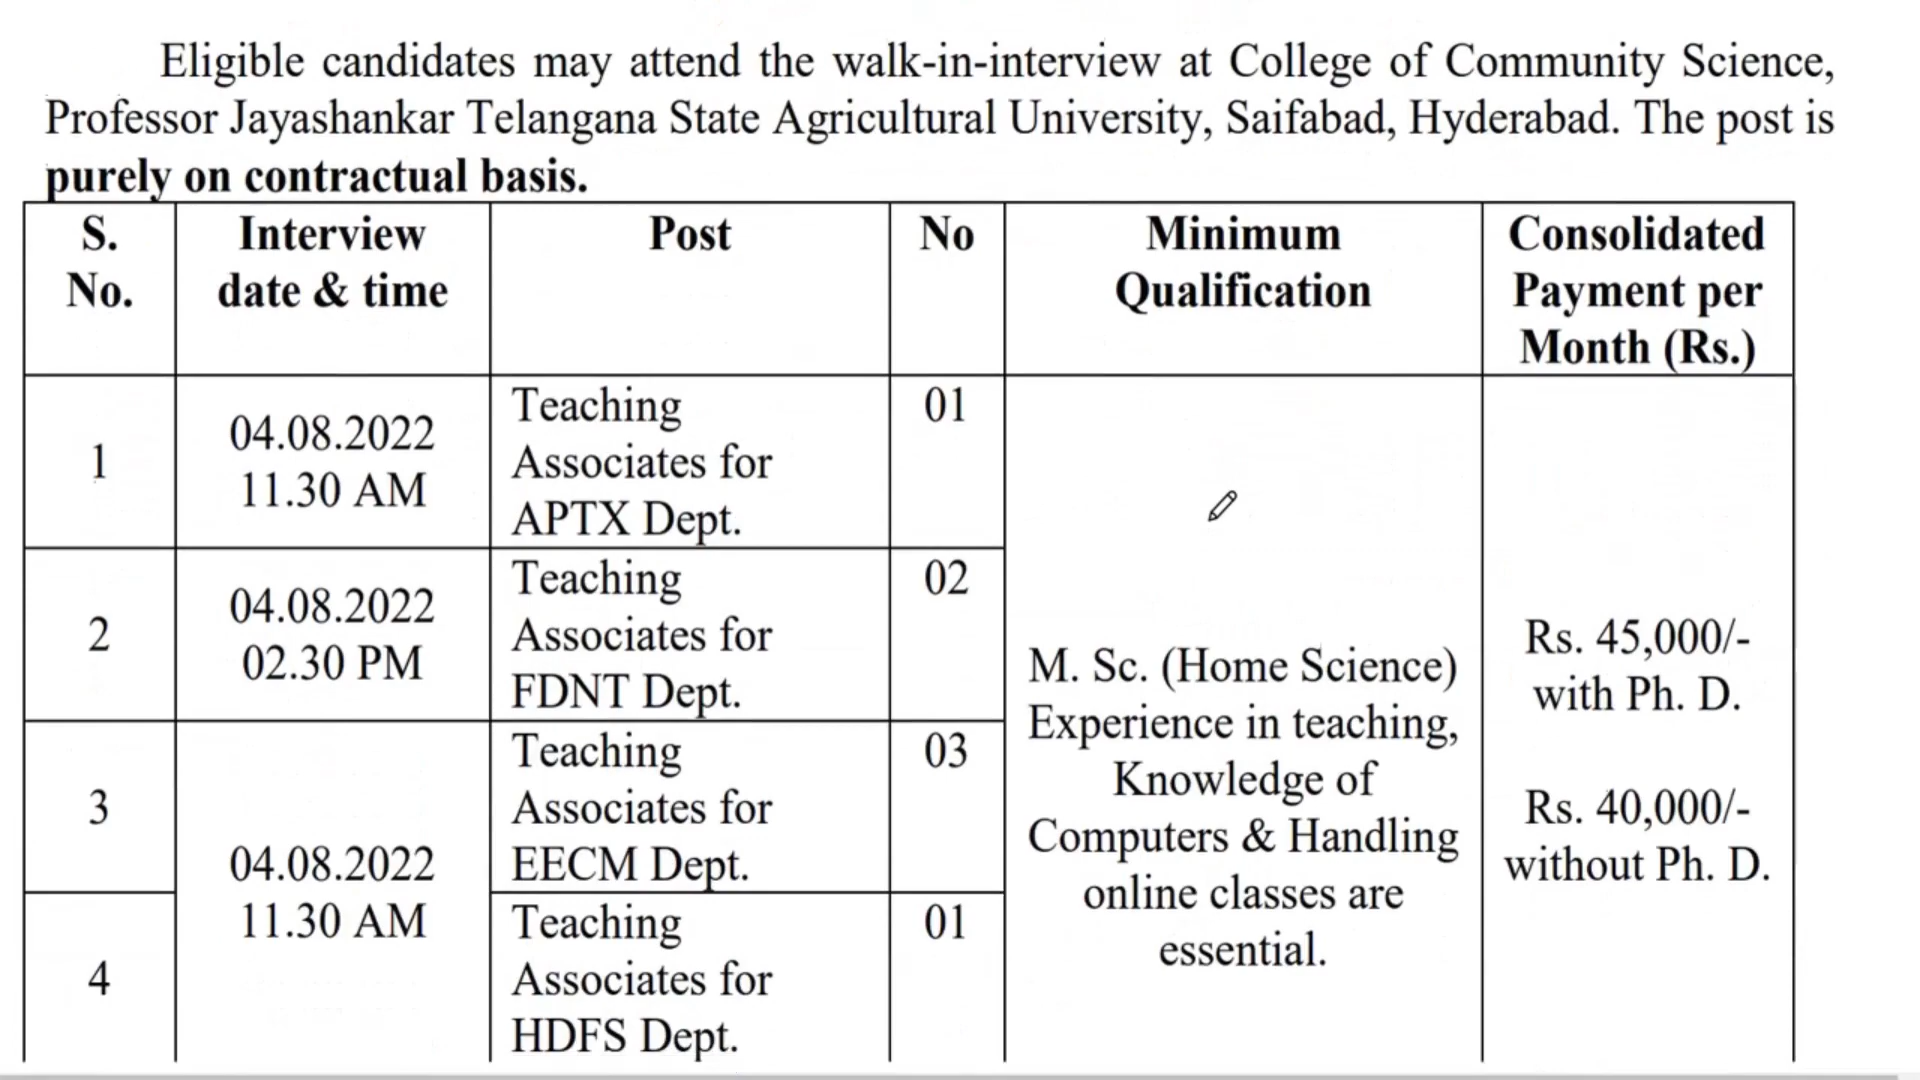 Eligible candidates may attend the walk-in-interview at College of Community Science,
Professor Jayashankar Telangana State Agricultural University, Saifabad, Hyderabad. The post is
purely on contractual basis.
S. No.
Interview date & time
Post
No
Minimum Qualification
Consolidated Payment per Month (Rs.)
1
04.08.2022
11.30 AM
Teaching
Associates for
APTX Dept.
01
2
04.08.2022
02.30 PM
Teaching
Associates for
FDNT Dept.
02
3
04.08.2022
11.30 AM
Teaching
Associates for
EECM Dept.
03
4
Teaching
Associates for
HDFS Dept.
01
M. Sc. (Home Science)
Experience in teaching,
Knowledge of
Computers & Handling
online classes are
essential.
Rs. 45,000/-
with Ph. D.
Rs. 40,000/-
without Ph. D.